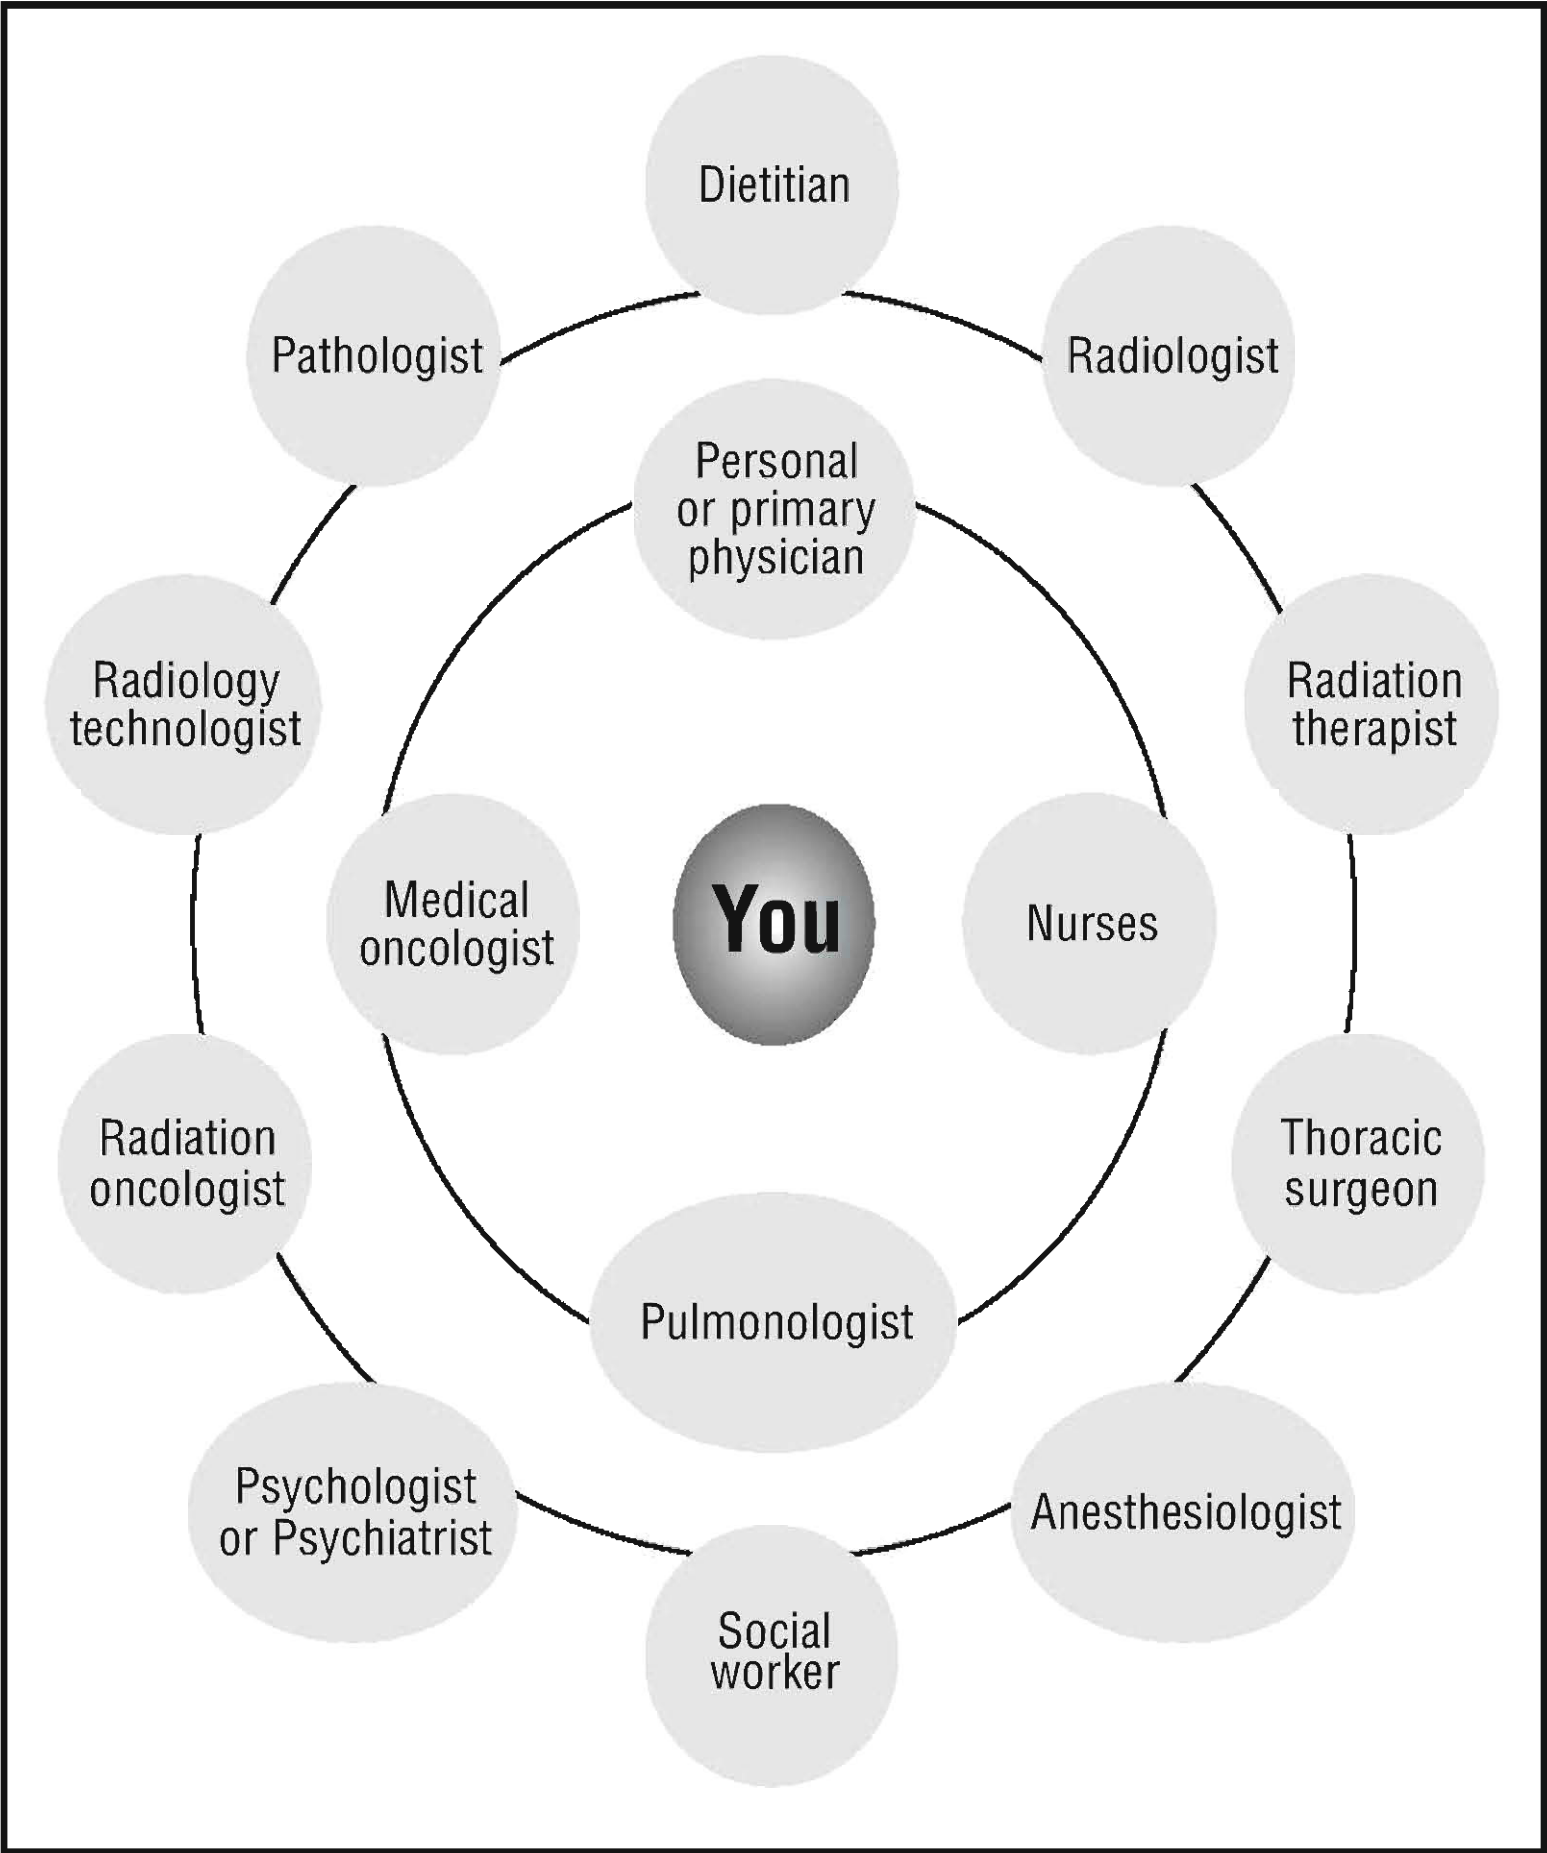 Dietitian
Pathologist
Radiologist
Personal
or primary
physician
Radiology
technologist
Radiation
therapist
Medical
oncologist
You
Nurses
Radiation
oncologist
Thoracic
surgeon
Pulmonologist
Psychologist
or Psychiatrist
Anesthesiologist
Social
worker